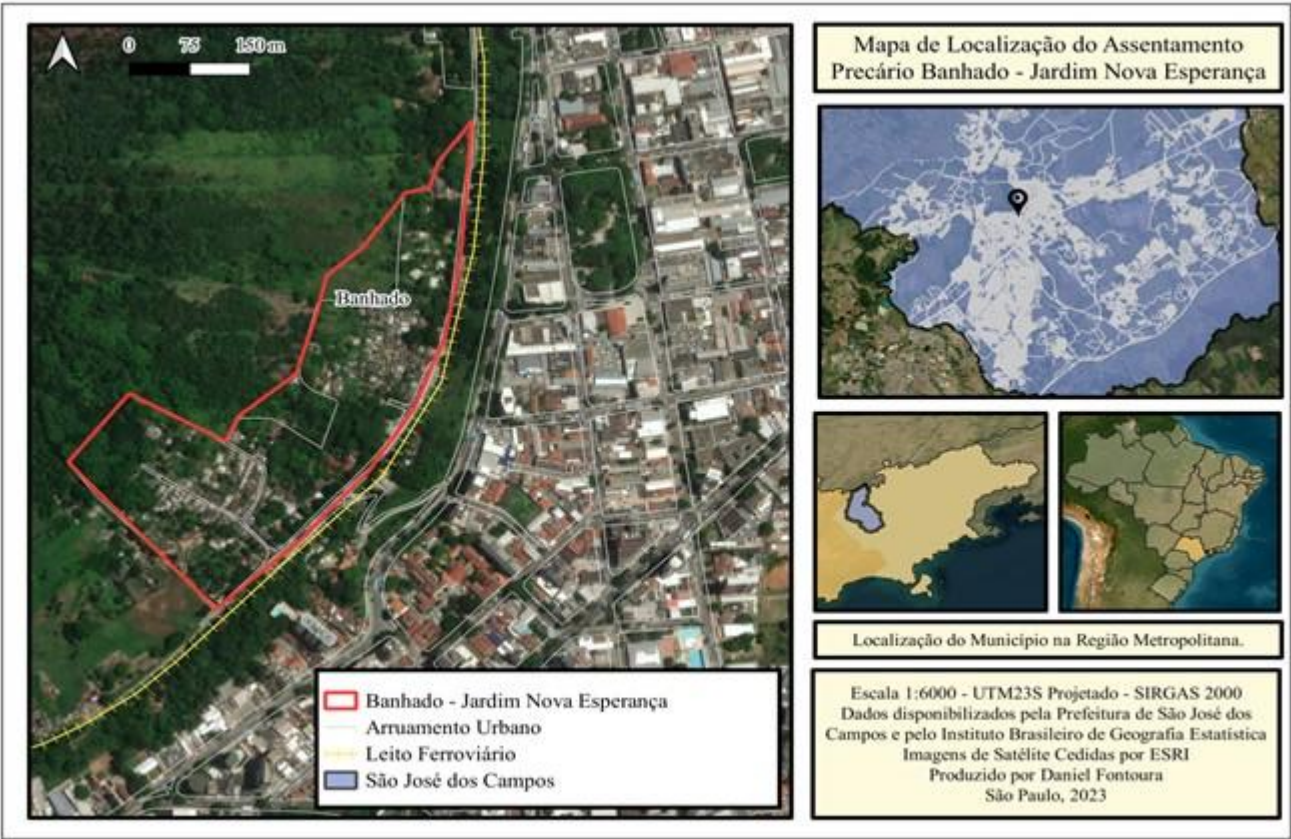 0 75 150 m
Banhado
Banhado - Jardim Nova Esperança
Arruamento Urbano
Leito Ferroviário
São José dos Campos
Mapa de Localização do Assentamento
Precário Banhado - Jardim Nova Esperança
Localização do Município na Região Metropolitana.
Escala 1:6000 - UTM23S Projetado - SIRGAS 2000
Dados disponibilizados pela Prefeitura de São José dos
Campos e pelo Instituto Brasileiro de Geografia Estatística
Imagens de Satélite Cedidas por ESRI
Produzido por Daniel Fontoura
São Paulo, 2023